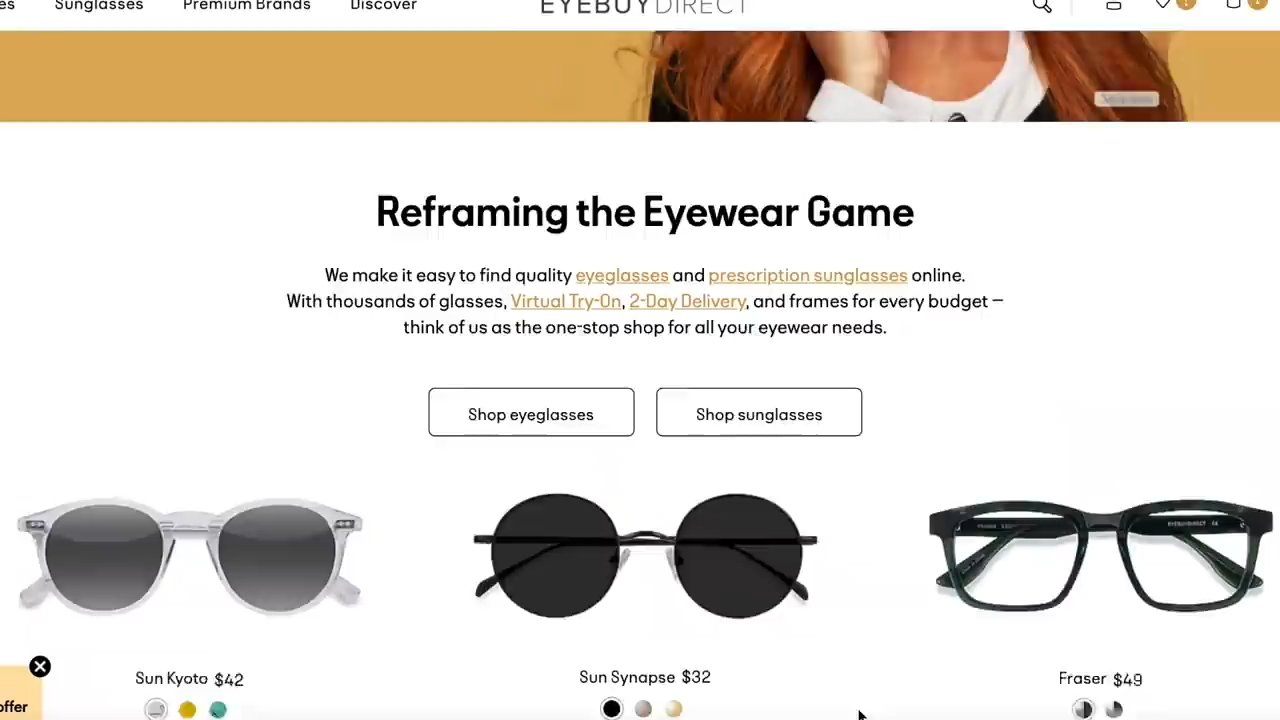 es Sunglasses Premium Brands Discover EYEBUYDIRECT
Reframing the Eyewear Game
We make it easy to find quality eyeglasses and prescription sunglasses online.
With thousands of glasses, Virtual Try-On, 2-Day Delivery, and frames for every budget —
think of us as the one-stop shop for all your eyewear needs.
Shop eyeglasses Shop sunglasses
EYEBUYDIRECT
Sun Kyoto $42 Sun Synapse $32 Fraser $49
offer